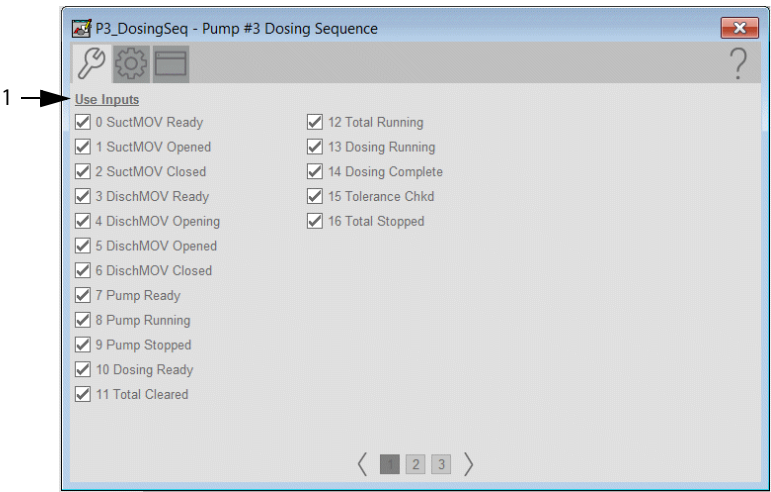 P3_DosingSeq - Pump #3 Dosing Sequence
?
1
Use Inputs
0 SuctMOV Ready
1 SuctMOV Opened
2 SuctMOV Closed
3 DischMOV Ready
4 DischMOV Opening
5 DischMOV Opened
6 DischMOV Closed
7 Pump Ready
8 Pump Running
9 Pump Stopped
10 Dosing Ready
11 Total Cleared
12 Total Running
13 Dosing Running
14 Dosing Complete
15 Tolerance Chkd
16 Total Stopped
1 2 3